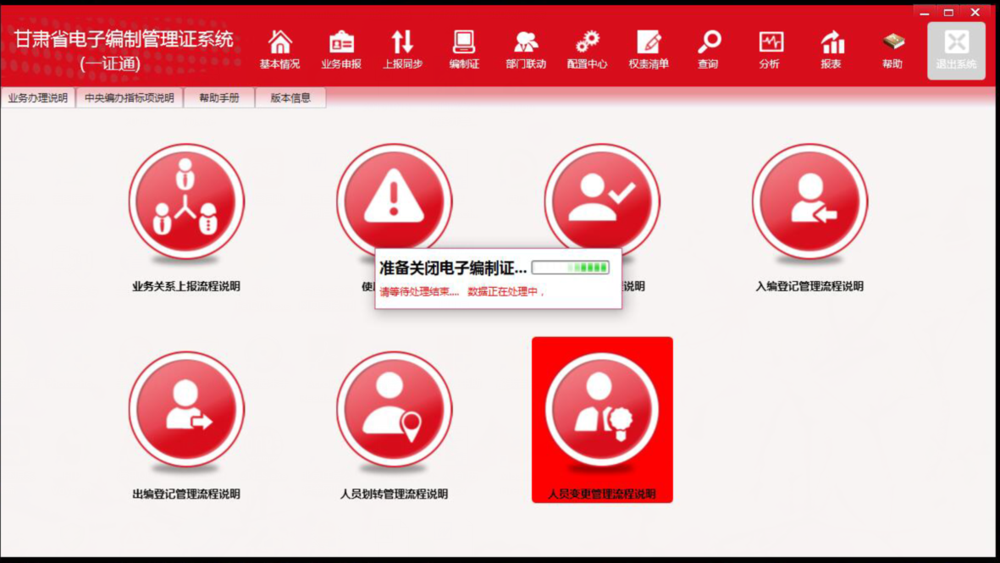 甘肃省电子编制管理证系统
(一证通)
基本情况
业务申报
上报同步
编制证
部门联动
配置中心
权责清单
查询
分析
报表
帮助
退出系统
业务办理说明
中央编办指标项说明
帮助手册
版本信息
业务关系上报流程说明
使
说明
入编登记管理流程说明
准备关闭电子编制证...
请等待处理结束.... 数据正在处理中，
出编登记管理流程说明
人员划转管理流程说明
人员变更管理流程说明